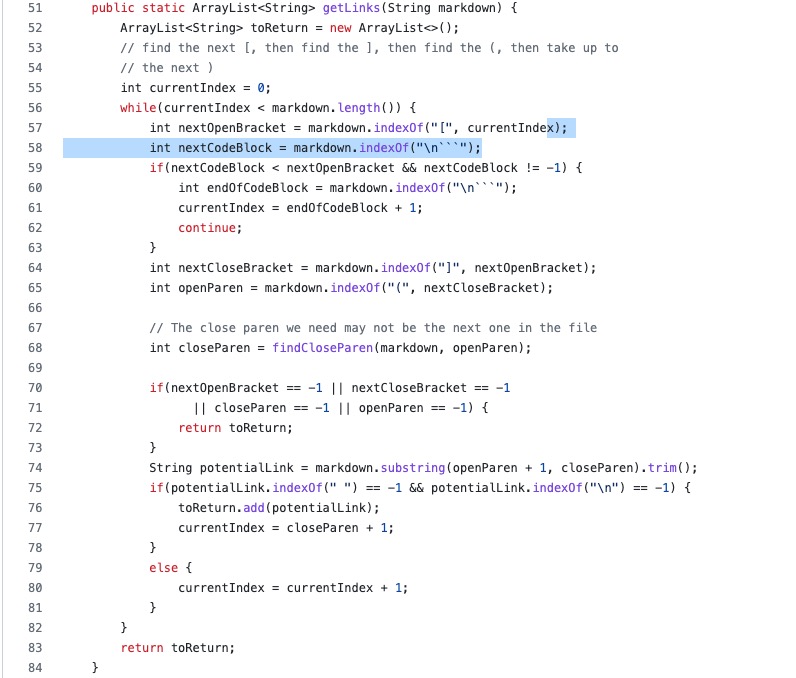 51 public static ArrayList<String> getLinks(String markdown) {
52 ArrayList<String> toReturn = new ArrayList<>();
53 // find the next [, then find the ], then find the (, then take up to
54 // the next )
55 int currentIndex = 0;
56 while(currentIndex < markdown.length()) {
57 int nextOpenBracket = markdown.indexOf("[", currentIndex);
58 int nextCodeBlock = markdown.indexOf("\n```");
59 if(nextCodeBlock < nextOpenBracket && nextCodeBlock != -1) {
60 int endOfCodeBlock = markdown.indexOf("\n```");
61 currentIndex = endOfCodeBlock + 1;
62 continue;
63 }
64 int nextCloseBracket = markdown.indexOf("]", nextOpenBracket);
65 int openParen = markdown.indexOf("(", nextCloseBracket);
66
67 // The close paren we need may not be the next one in the file
68 int closeParen = findCloseParen(markdown, openParen);
69
70 if(nextOpenBracket == -1 || nextCloseBracket == -1
71 || closeParen == -1 || openParen == -1) {
72 return toReturn;
73 }
74 String potentialLink = markdown.substring(openParen + 1, closeParen).trim();
75 if(potentialLink.indexOf(" ") == -1 && potentialLink.indexOf("\n") == -1) {
76 toReturn.add(potentialLink);
77 currentIndex = closeParen + 1;
78 }
79 else {
80 currentIndex = currentIndex + 1;
81 }
82 }
83 return toReturn;
84 }